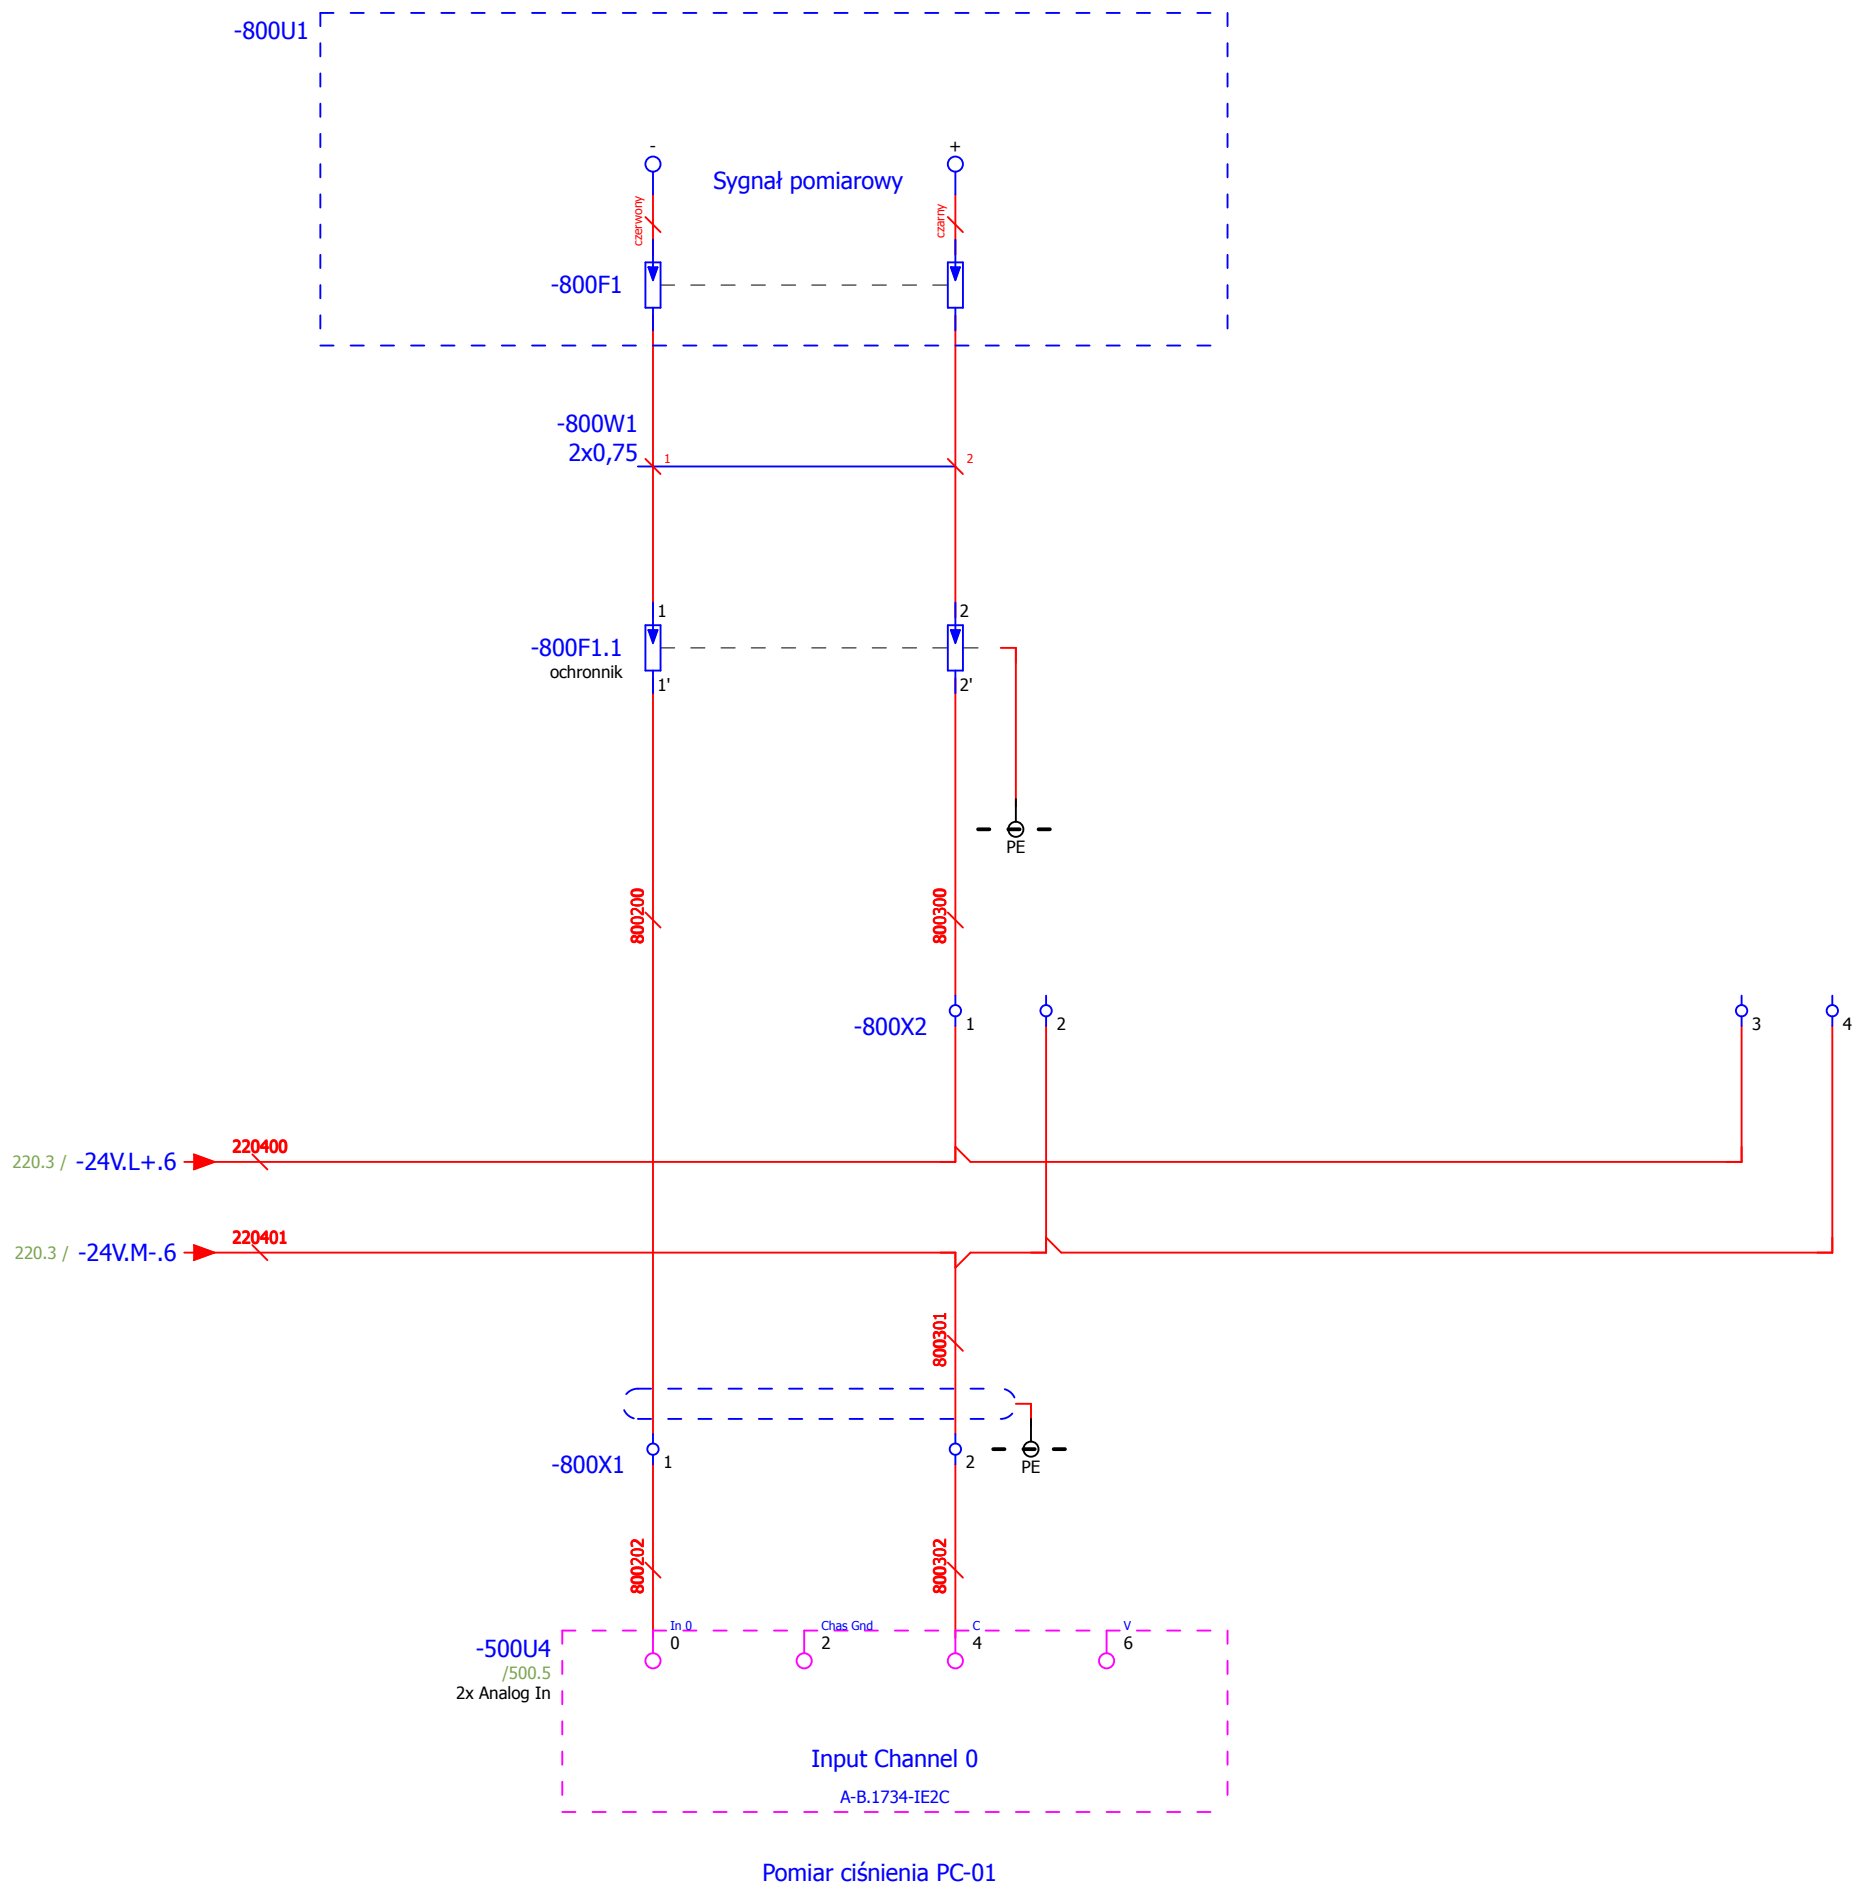 -800U1
-
+
Sygnał pomiarowy
czerwony
czarny
-800F1
-800W1
2x0,75
1
2
1
2
-800F1.1
ochronnik
1'
2'
PE
800200
800300
-800X2
1
2
3
4
220400
220.3 / -24V.L+.6
220401
220.3 / -24V.M-.6
800301
-800X1
1
2
PE
800202
800302
In 0
Chas Gnd
C
V
0
2
4
6
-500U4
/500.5
2x Analog In
Input Channel 0
A-B.1734-IE2C
Pomiar ciśnienia PC-01